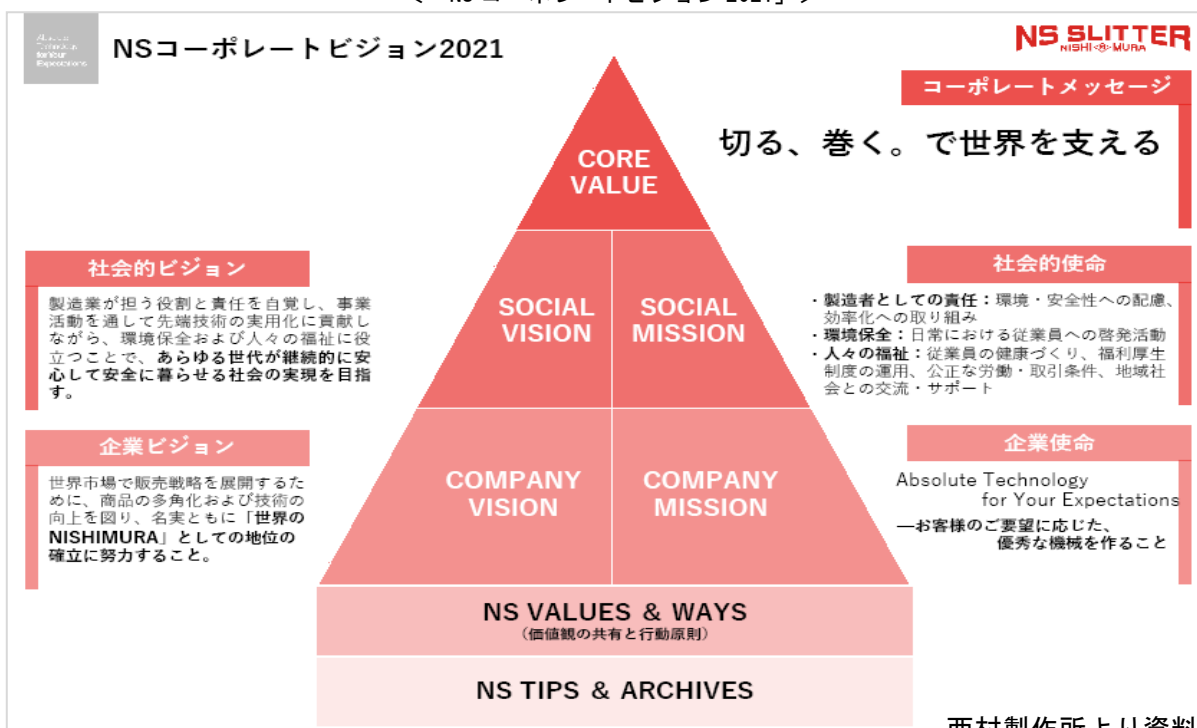 NSコーポレートビジョン2021
Absolute
Technology
for Your
Expectations
NS SLITTER
NISHI MURA
コーポレートメッセージ
切る、巻く。で世界を支える
CORE
VALUE
社会的ビジョン
製造業が担う役割と責任を自覚し、事業
活動を通して先端技術の実用化に貢献し
ながら、環境保全および人々の福祉に役
立つことで、あらゆる世代が継続的に安
心して安全に暮らせる社会の実現を目指
す。
SOCIAL
VISION
SOCIAL
MISSION
社会的使命
・製造者としての責任：環境・安全性への配慮、
効率化への取り組み
・環境保全：日常における従業員への啓発活動
・人々の福祉：従業員の健康づくり、福利厚生
制度の運用、公正な労働・取引条件、地域社
会との交流・サポート
企業ビジョン
世界市場で販売戦略を展開するた
めに、商品の多角化および技術の
向上を図り、名実ともに「世界の
NISHIMURA」としての地位の
確立に努力すること。
COMPANY
VISION
COMPANY
MISSION
企業使命
Absolute Technology
for Your Expectations
―お客様のご要望に応じた、
優秀な機械を作ること
NS VALUES & WAYS
（価値観の共有と行動原則）
NS TIPS & ARCHIVES